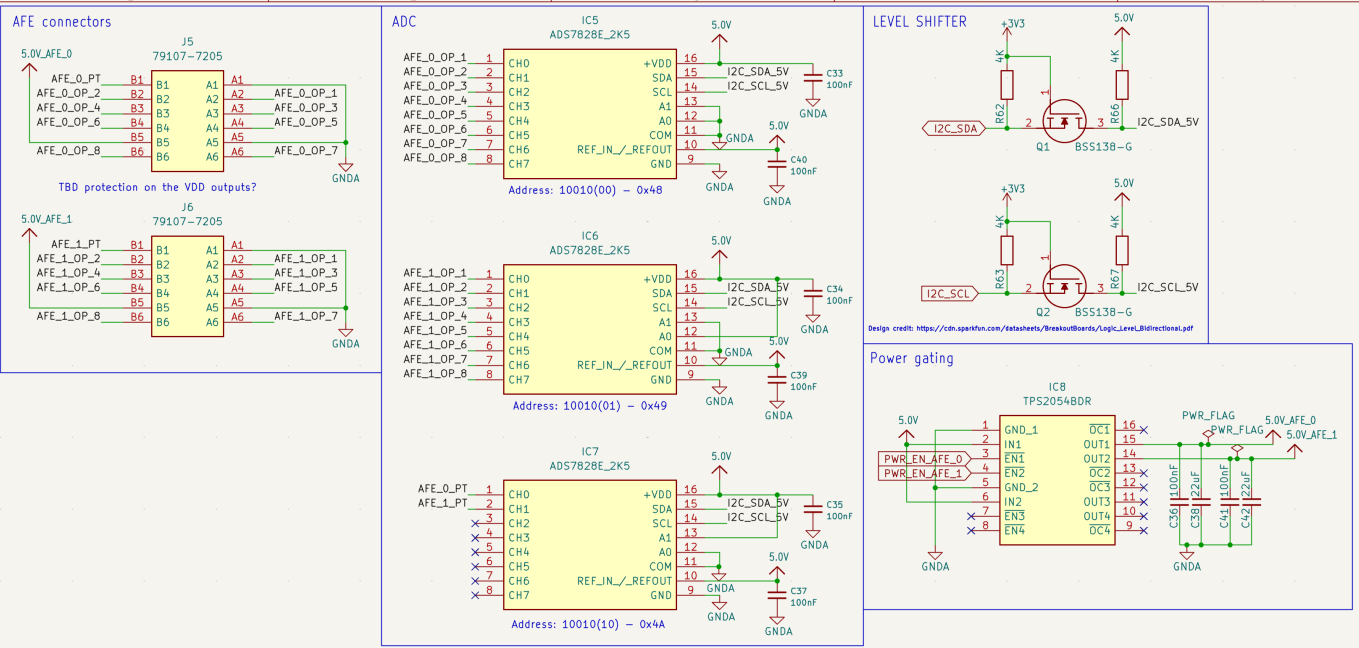 AFE connectors
5.0V_AFE_0
J5
79107-7205
AFE_0_PT B1 B1 A1 A1
AFE_0_OP_2 B2 B2 A2 A2 AFE_0_OP_1
AFE_0_OP_4 B3 B3 A3 A3 AFE_0_OP_3
AFE_0_OP_6 B4 B4 A4 A4 AFE_0_OP_5
B5 B5 A5 A5
AFE_0_OP_8 B6 B6 A6 A6 AFE_0_OP_7
GNDA
TBD protection on the VDD outputs?
5.0V_AFE_1
J6
79107-7205
AFE_1_PT B1 B1 A1 A1
AFE_1_OP_2 B2 B2 A2 A2 AFE_1_OP_1
AFE_1_OP_4 B3 B3 A3 A3 AFE_1_OP_3
AFE_1_OP_6 B4 B4 A4 A4 AFE_1_OP_5
B5 B5 A5 A5
AFE_1_OP_8 B6 B6 A6 A6 AFE_1_OP_7
GNDA
ADC
IC5
ADS7828E_2K5
5.0V
AFE_0_OP_1 1 CH0 +VDD 16
AFE_0_OP_2 2 CH1 SDA 15 I2C_SDA_5V
AFE_0_OP_3 3 CH2 SCL 14 I2C_SCL_5V
AFE_0_OP_4 4 CH3 A1 13
AFE_0_OP_5 5 CH4 A0 12
AFE_0_OP_6 6 CH5 COM 11 GNDA
AFE_0_OP_7 7 CH6 REF_IN_/_REFOUT 10
AFE_0_OP_8 8 CH7 GND 9
C33
100nF
GNDA
5.0V
C40
100nF
GNDA
GNDA
Address: 10010(00) - 0x48
IC6
ADS7828E_2K5
5.0V
AFE_1_OP_1 1 CH0 +VDD 16
AFE_1_OP_2 2 CH1 SDA 15 I2C_SDA_5V
AFE_1_OP_3 3 CH2 SCL 14 I2C_SCL_5V
AFE_1_OP_4 4 CH3 A1 13
AFE_1_OP_5 5 CH4 A0 12
AFE_1_OP_6 6 CH5 COM 11 GNDA
AFE_1_OP_7 7 CH6 REF_IN_/_REFOUT 10
AFE_1_OP_8 8 CH7 GND 9
C34
100nF
GNDA
5.0V
C39
100nF
GNDA
GNDA
Address: 10010(01) - 0x49
IC7
ADS7828E_2K5
5.0V
AFE_0_PT 1 CH0 +VDD 16
AFE_1_PT 2 CH1 SDA 15 I2C_SDA_5V
3 CH2 SCL 14 I2C_SCL_5V
4 CH3 A1 13
5 CH4 A0 12
6 CH5 COM 11
7 CH6 REF_IN_/_REFOUT 10
8 CH7 GND 9
C35
100nF
GNDA
5.0V
GNDA
C37
100nF
GNDA
GNDA
Address: 10010(10) - 0x4A
LEVEL SHIFTER
+3V3
5.0V
4K
R62
4K
R66
1
I2C_SDA 2 3 I2C_SDA_5V
Q1 BSS138-G
+3V3
5.0V
4K
R63
4K
R67
1
I2C_SCL 2 3 I2C_SCL_5V
Q2 BSS138-G
Design credit: https://cdn.sparkfun.com/datasheets/BreakoutBoards/Logic_Level_Bidirectional.pdf
Power gating
IC8
TPS2054BDR
5.0V
1 GND_1 OC1 16
2 IN1 OUT1 15
PWR_EN_AFE_0 3 EN1 OUT2 14
PWR_EN_AFE_1 4 EN2 OC2 13
5 GND_2 OC3 12
6 IN2 OUT3 11
7 EN3 OUT4 10
8 EN4 OC4 9
GNDA
PWR_FLAG
PWR_FLAG
5.0V_AFE_0
5.0V_AFE_1
C36 100nF
C38 22uF
C41 100nF
C42 22uF
GNDA